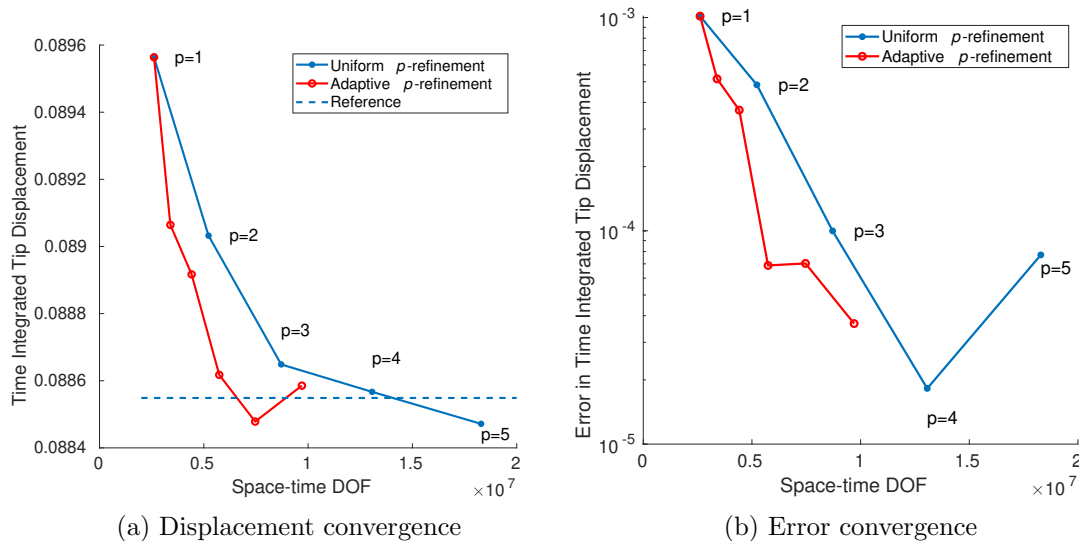 0.0896
0.0894
0.0892
0.089
0.0888
0.0886
0.0884
Time Integrated Tip Displacement
p=1
p=2
p=3
p=4
p=5
Uniform p-refinement
Adaptive p-refinement
Reference
0 0.5 1 1.5 2
Space-time DOF
×10^7
(a) Displacement convergence
10^-3
10^-4
10^-5
Error in Time Integrated Tip Displacement
p=1
p=2
p=3
p=5
p=4
Uniform p-refinement
Adaptive p-refinement
0 0.5 1 1.5 2
Space-time DOF
×10^7
(b) Error convergence